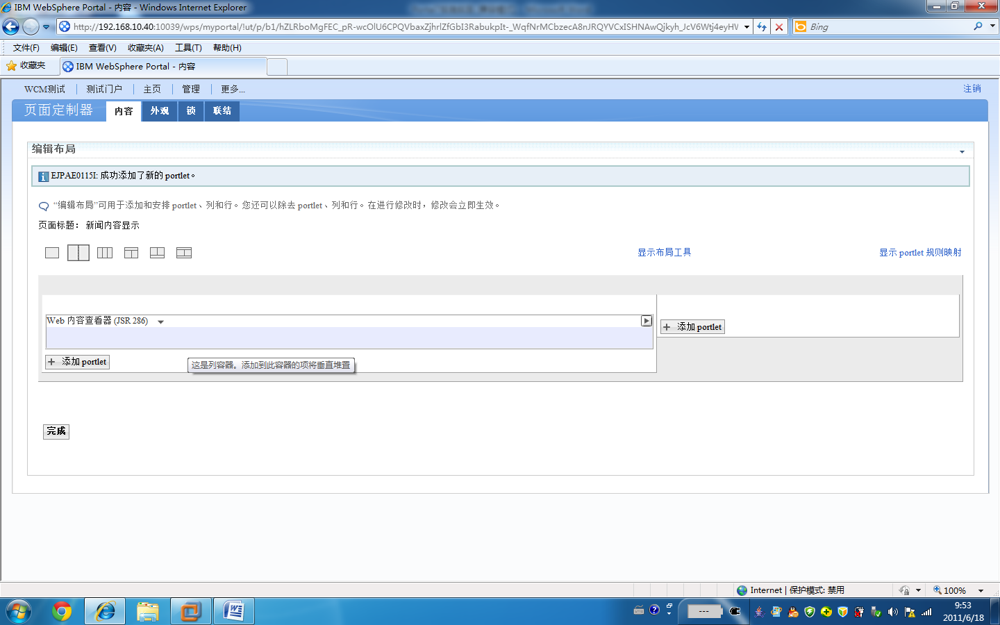 IBM WebSphere Portal - 内容 - Windows Internet Explorer
http://192.168.10.40:10039/wps/myportal/!ut/p/b1/hZLRboMgFEC_pR-wcOlU6CPQVbaxZjhrlZfGbI3RabukpIt-_WqfNrMCbzecA8nJRQYVCxISHNAwQjkyh_JcV6Wtj4eyHW
Bing
文件(F) 编辑(E) 查看(V) 收藏夹(A) 工具(T) 帮助(H)
收藏夹
IBM WebSphere Portal - 内容
WCM测试 测试门户 主页 管理 更多...
注销
页面定制器 内容 外观 锁 联结
编辑布局
EJPAE0115I: 成功添加了新的 portlet。
“编辑布局”可用于添加和安排 portlet、列和行。您还可以除去 portlet、列和行。在进行修改时，修改会立即生效。
页面标题： 新闻内容显示
显示布局工具
显示 portlet 规则映射
Web 内容查看器 (JSR 286)
+ 添加 portlet
+ 添加 portlet
这是列容器。添加到此容器的项将垂直堆置
完成
Internet | 保护模式: 禁用
100%
---
9:53
2011/6/18